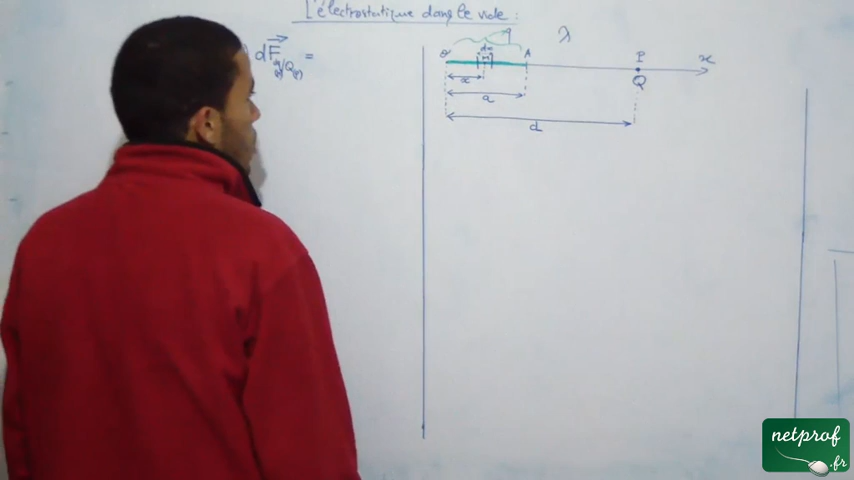 L'électrostatique dans le vide :
dF =
q
λ
dx
O
M
A
P
x
Q
x
a
d
netprof
.fr